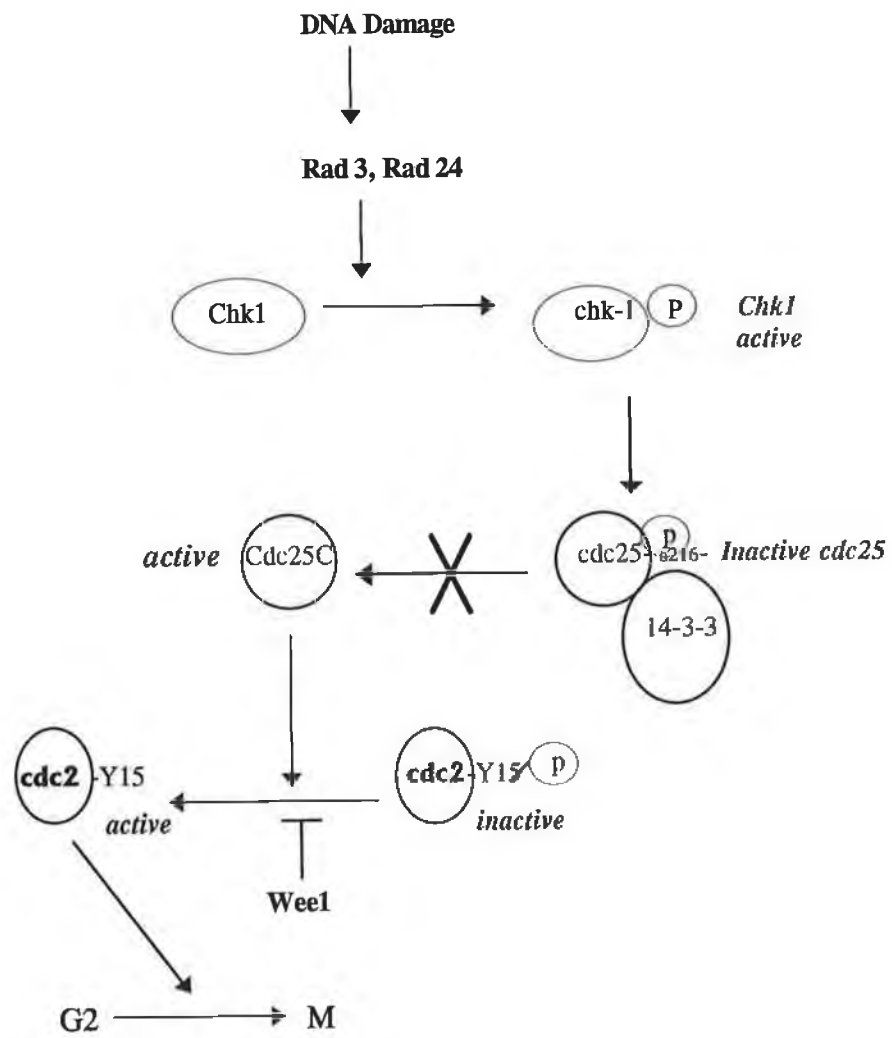 DNA Damage
Rad 3, Rad 24
Chk1
chk-1 P Chk1
active
active Cdc25C
p
cdc25- -s216- Inactive cdc25
14-3-3
cdc2 -Y15
active
cdc2 -Y15 p
inactive
Wee1
G2 M